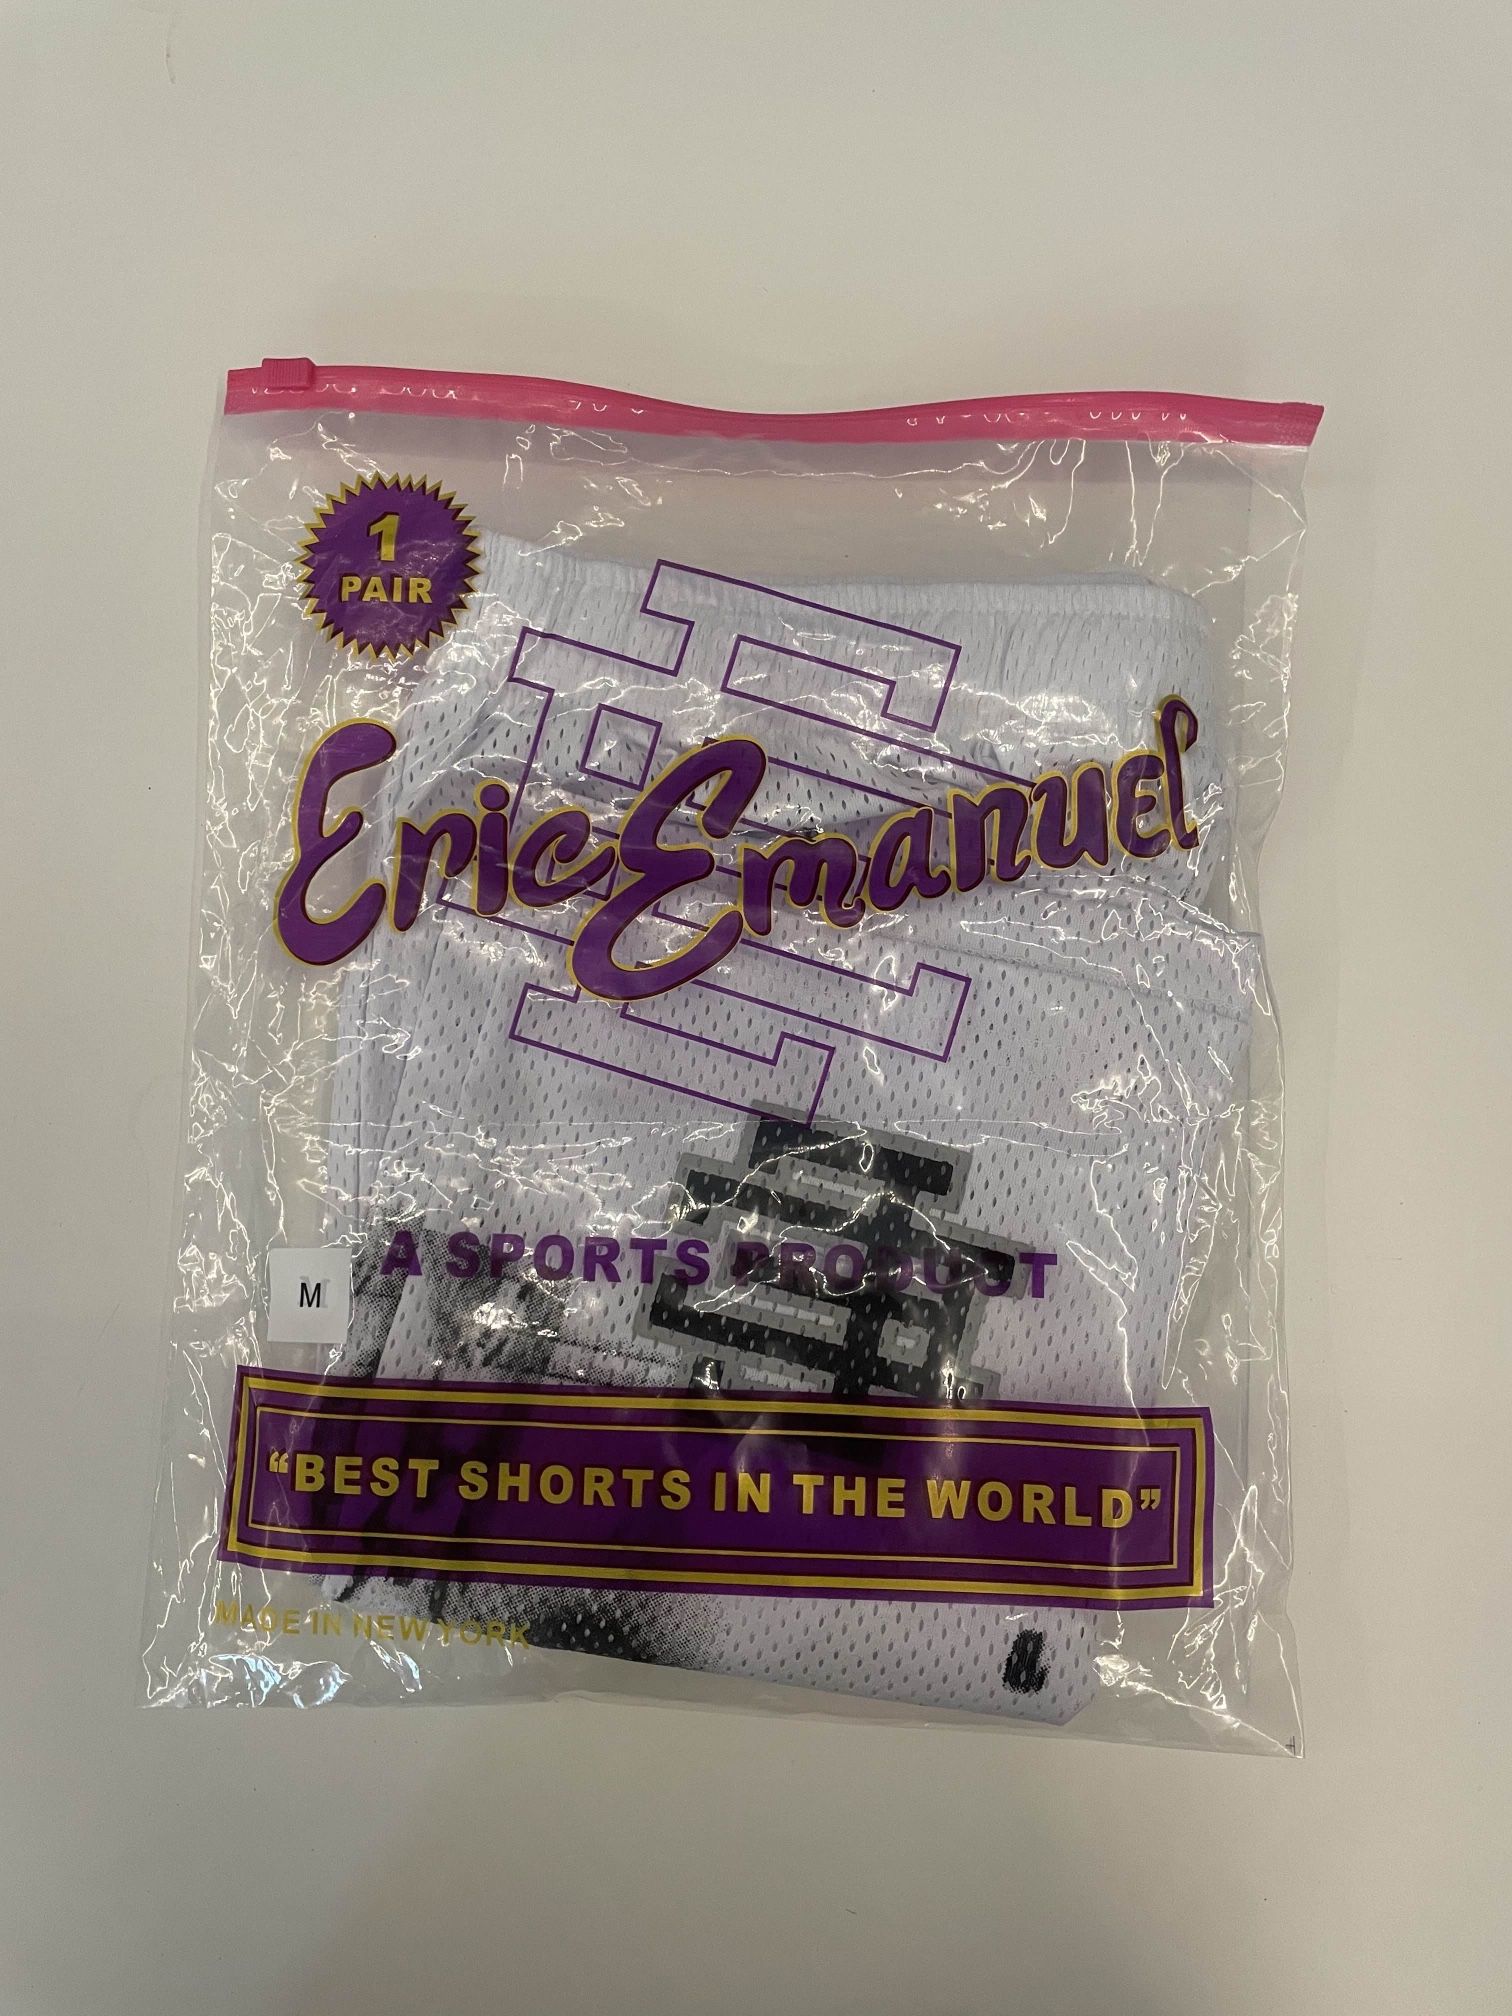 1
PAIR
EricEmanuel
A SPORTS PRODUCT
M
“BEST SHORTS IN THE WORLD”
MADE IN NEW YORK